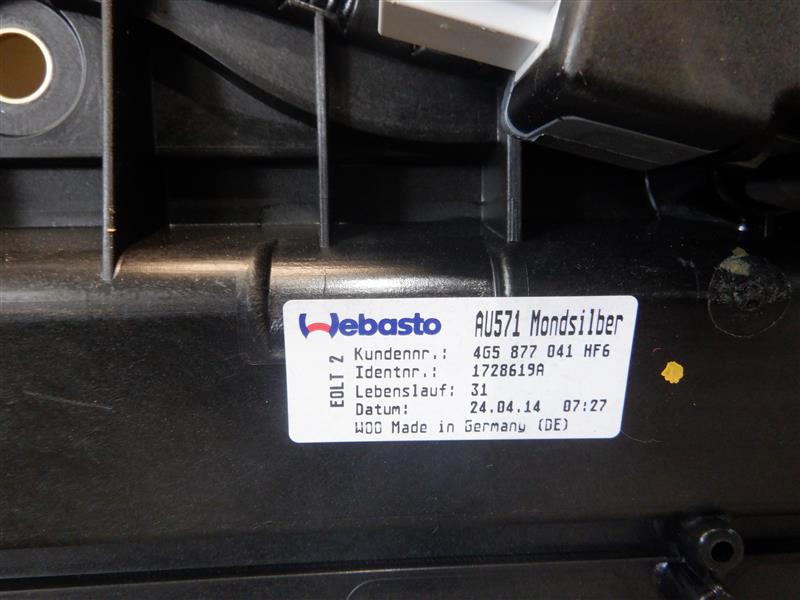 Webasto AU571 Mondsilber
EOLT 2
Kundennr.: 4G5 877 041 HF6
Identnr.: 1728619A
Lebenslauf: 31
Datum: 24.04.14 07:27
WOO Made in Germany (DE)